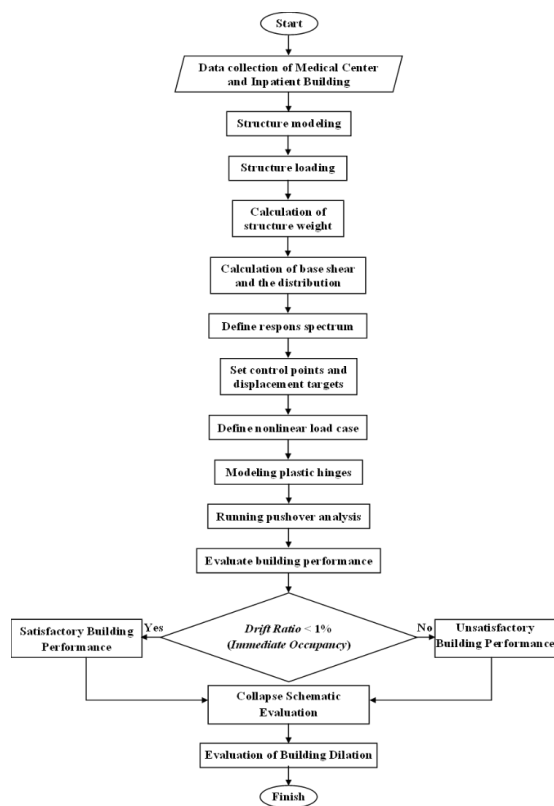 Start
Data collection of Medical Center
and Inpatient Building
Structure modeling
Structure loading
Calculation of
structure weight
Calculation of base shear
and the distribution
Define respons spectrum
Set control points and
displacement targets
Define nonlinear load case
Modeling plastic hinges
Running pushover analysis
Evaluate building performance
Drift Ratio < 1%
(Immediate Occupancy)
Yes
Satisfactory Building
Performance
No
Unsatisfactory
Building Performance
Collapse Schematic
Evaluation
Evaluation of Building Dilation
Finish